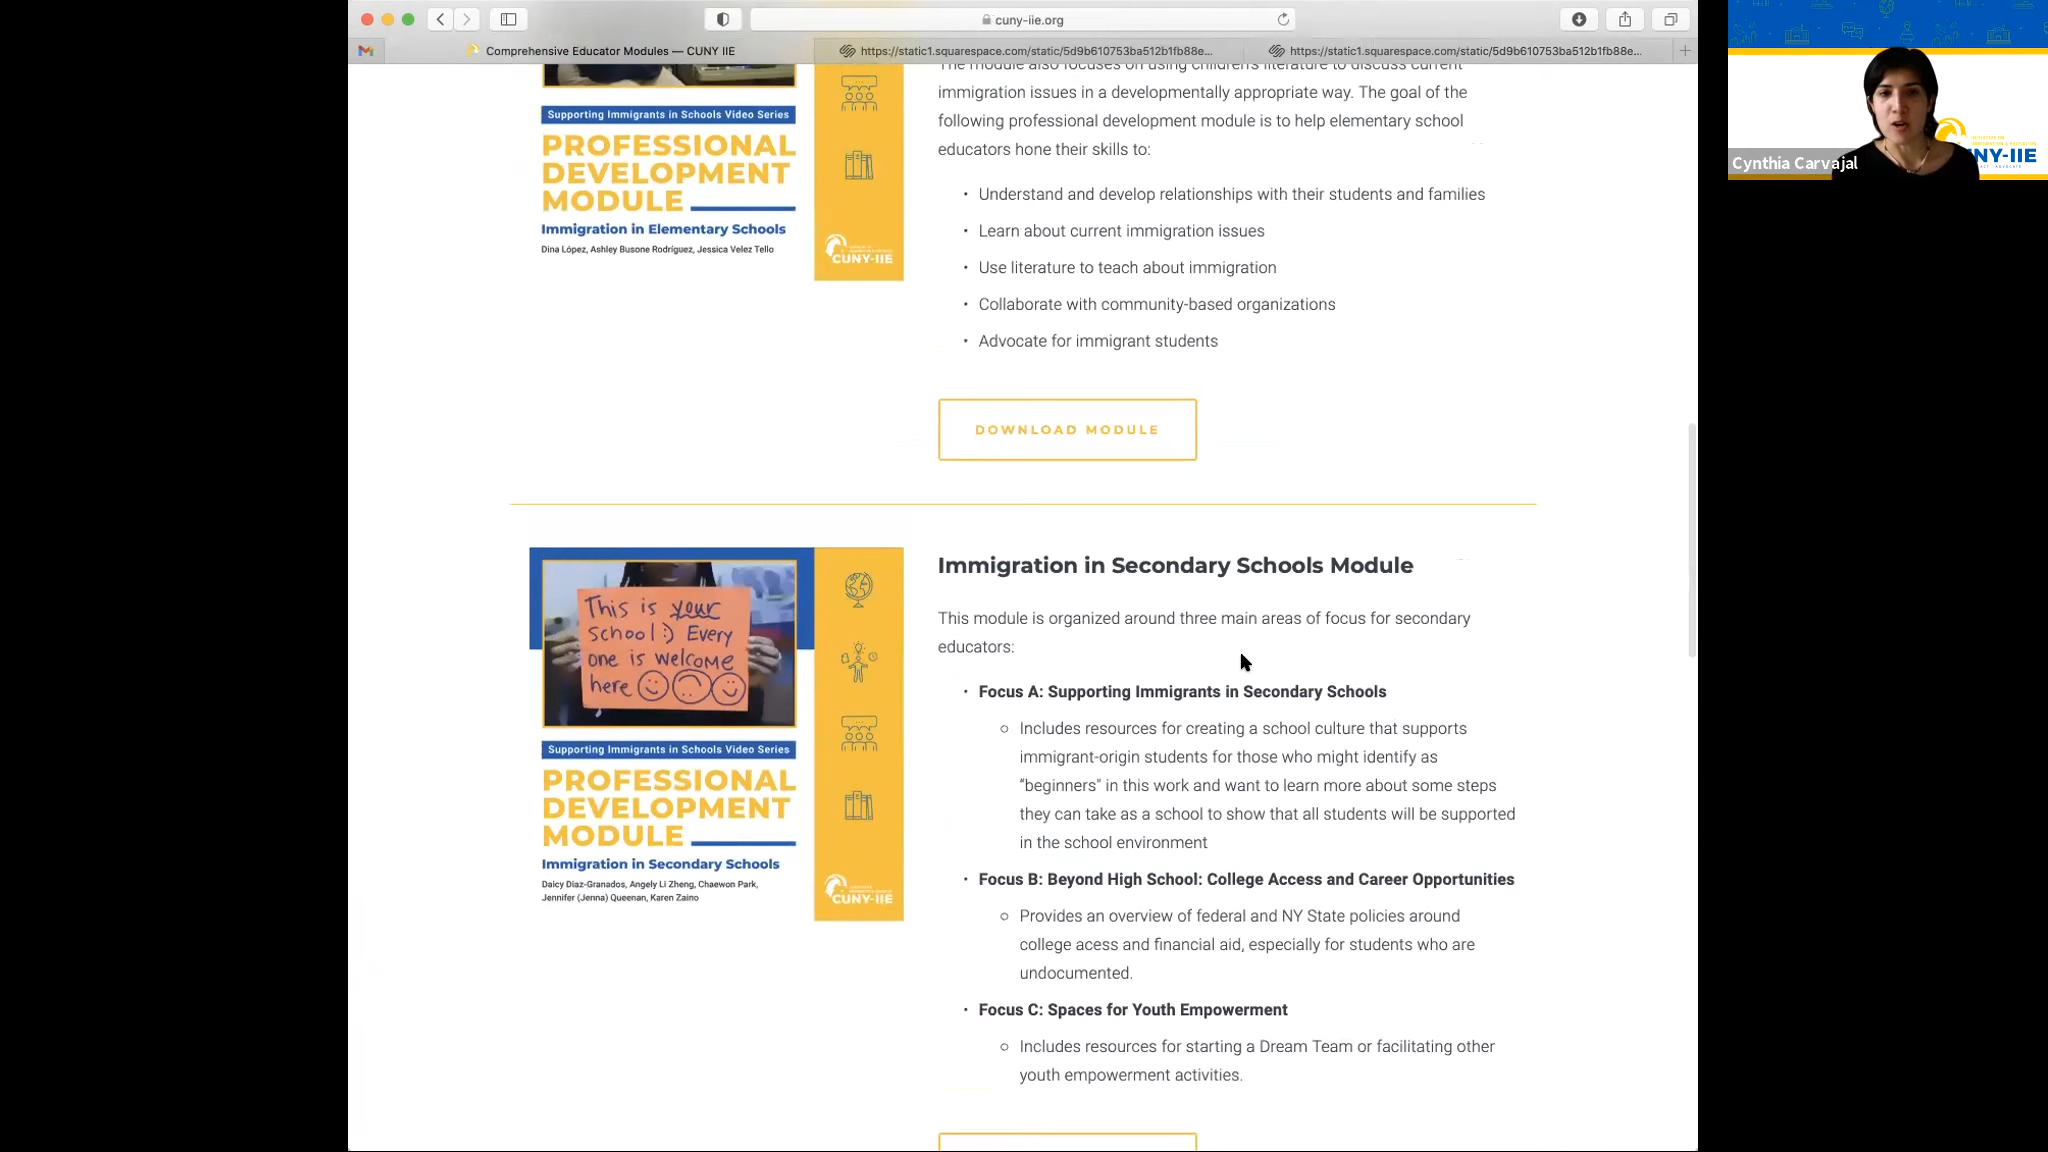 cuny-iie.org
Comprehensive Educator Modules — CUNY IIE
https://static1.squarespace.com/static/5d9b610753ba512b1fb88e...
https://static1.squarespace.com/static/5d9b610753ba512b1fb88e...
Supporting Immigrants in Schools Video Series
PROFESSIONAL
DEVELOPMENT
MODULE
Immigration in Elementary Schools
Dina López, Ashley Busone Rodríguez, Jessica Velez Tello
CUNY-IIE
The module also focuses on using children's literature to discuss current
immigration issues in a developmentally appropriate way. The goal of the
following professional development module is to help elementary school
educators hone their skills to:
• Understand and develop relationships with their students and families
• Learn about current immigration issues
• Use literature to teach about immigration
• Collaborate with community-based organizations
• Advocate for immigrant students
DOWNLOAD MODULE
This is your
school :) Every
one is welcome
here
Supporting Immigrants in Schools Video Series
PROFESSIONAL
DEVELOPMENT
MODULE
Immigration in Secondary Schools
Daicy Diaz-Granados, Angely Li Zheng, Chaewon Park,
Jennifer (Jenna) Queenan, Karen Zaino
CUNY-IIE
Immigration in Secondary Schools Module
This module is organized around three main areas of focus for secondary
educators:
• Focus A: Supporting Immigrants in Secondary Schools
○ Includes resources for creating a school culture that supports
immigrant-origin students for those who might identify as
“beginners" in this work and want to learn more about some steps
they can take as a school to show that all students will be supported
in the school environment
• Focus B: Beyond High School: College Access and Career Opportunities
○ Provides an overview of federal and NY State policies around
college acess and financial aid, especially for students who are
undocumented.
• Focus C: Spaces for Youth Empowerment
○ Includes resources for starting a Dream Team or facilitating other
youth empowerment activities.
Cynthia Carvajal
NY-IIE